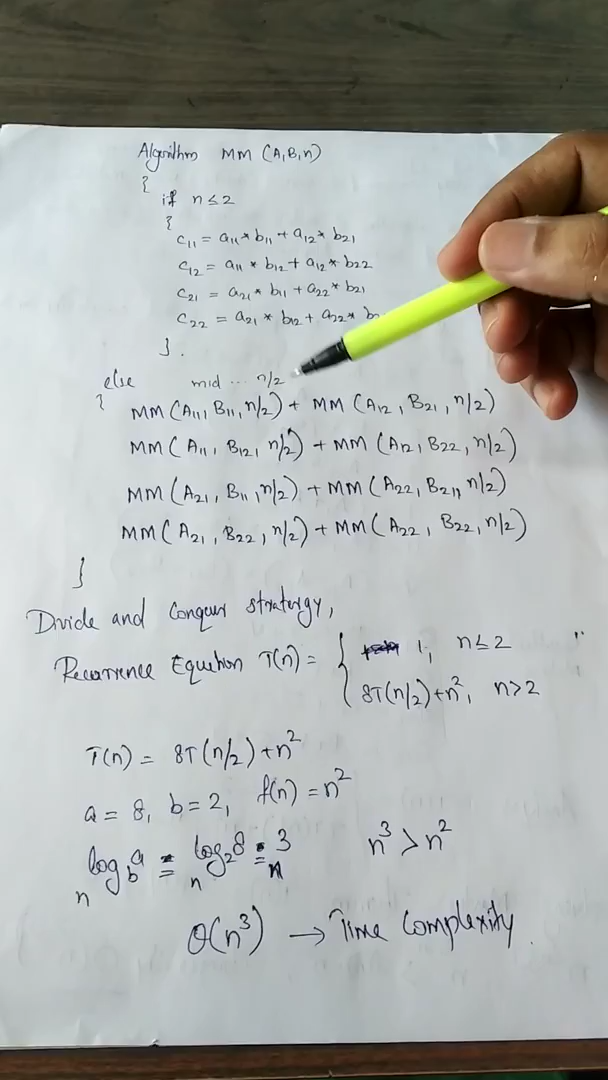 Algorithm MM (A,B,n)
{
if n ≤ 2
{
C11 = a11 * b11 + a12 * b21
C12 = a11 * b12 + a12 * b22
C21 = a21 * b11 + a22 * b21
C22 = a21 * b12 + a22 *
}.
else mid ... n/2
{ MM (A11, B11, n/2) + MM (A12, B21, n/2)
MM (A11, B12, n/2) + MM (A12, B22, n/2)
MM (A21, B11, n/2) + MM (A22, B21, n/2)
MM (A21, B22, n/2) + MM (A22, B22, n/2)
}
Divide and Conquer stratergy,
Recurrence Equation T(n) = { 1, n ≤ 2
8T(n/2)+n², n>2
T(n) = 8T(n/2)+n²
a = 8, b = 2, f(n) = n²
n^log_b a = n^log_2 8 = n^3 n³ > n²
Θ(n³) → Time Complexity.